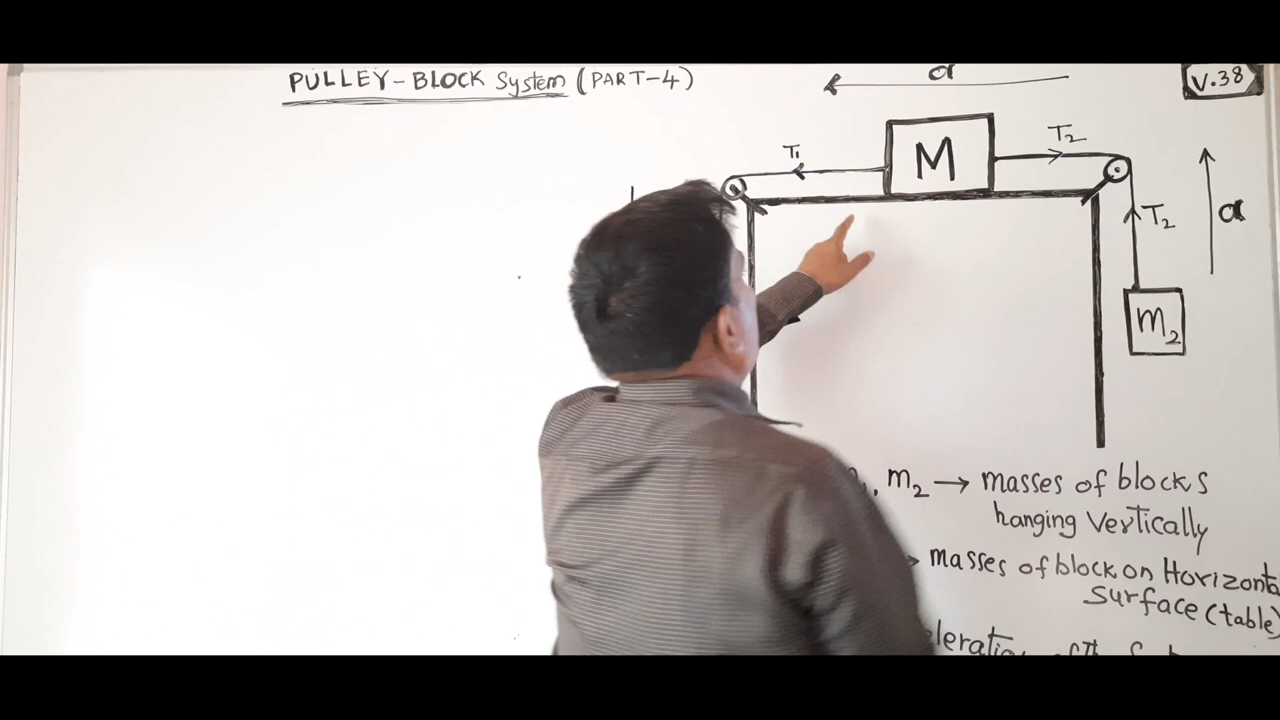 PULLEY-BLOCK System (PART-4)
a
V.38
T1
M
T2
T2
a
m2
m2 → masses of blocks
hanging Vertically
masses of block on Horizonta
Surface (table)